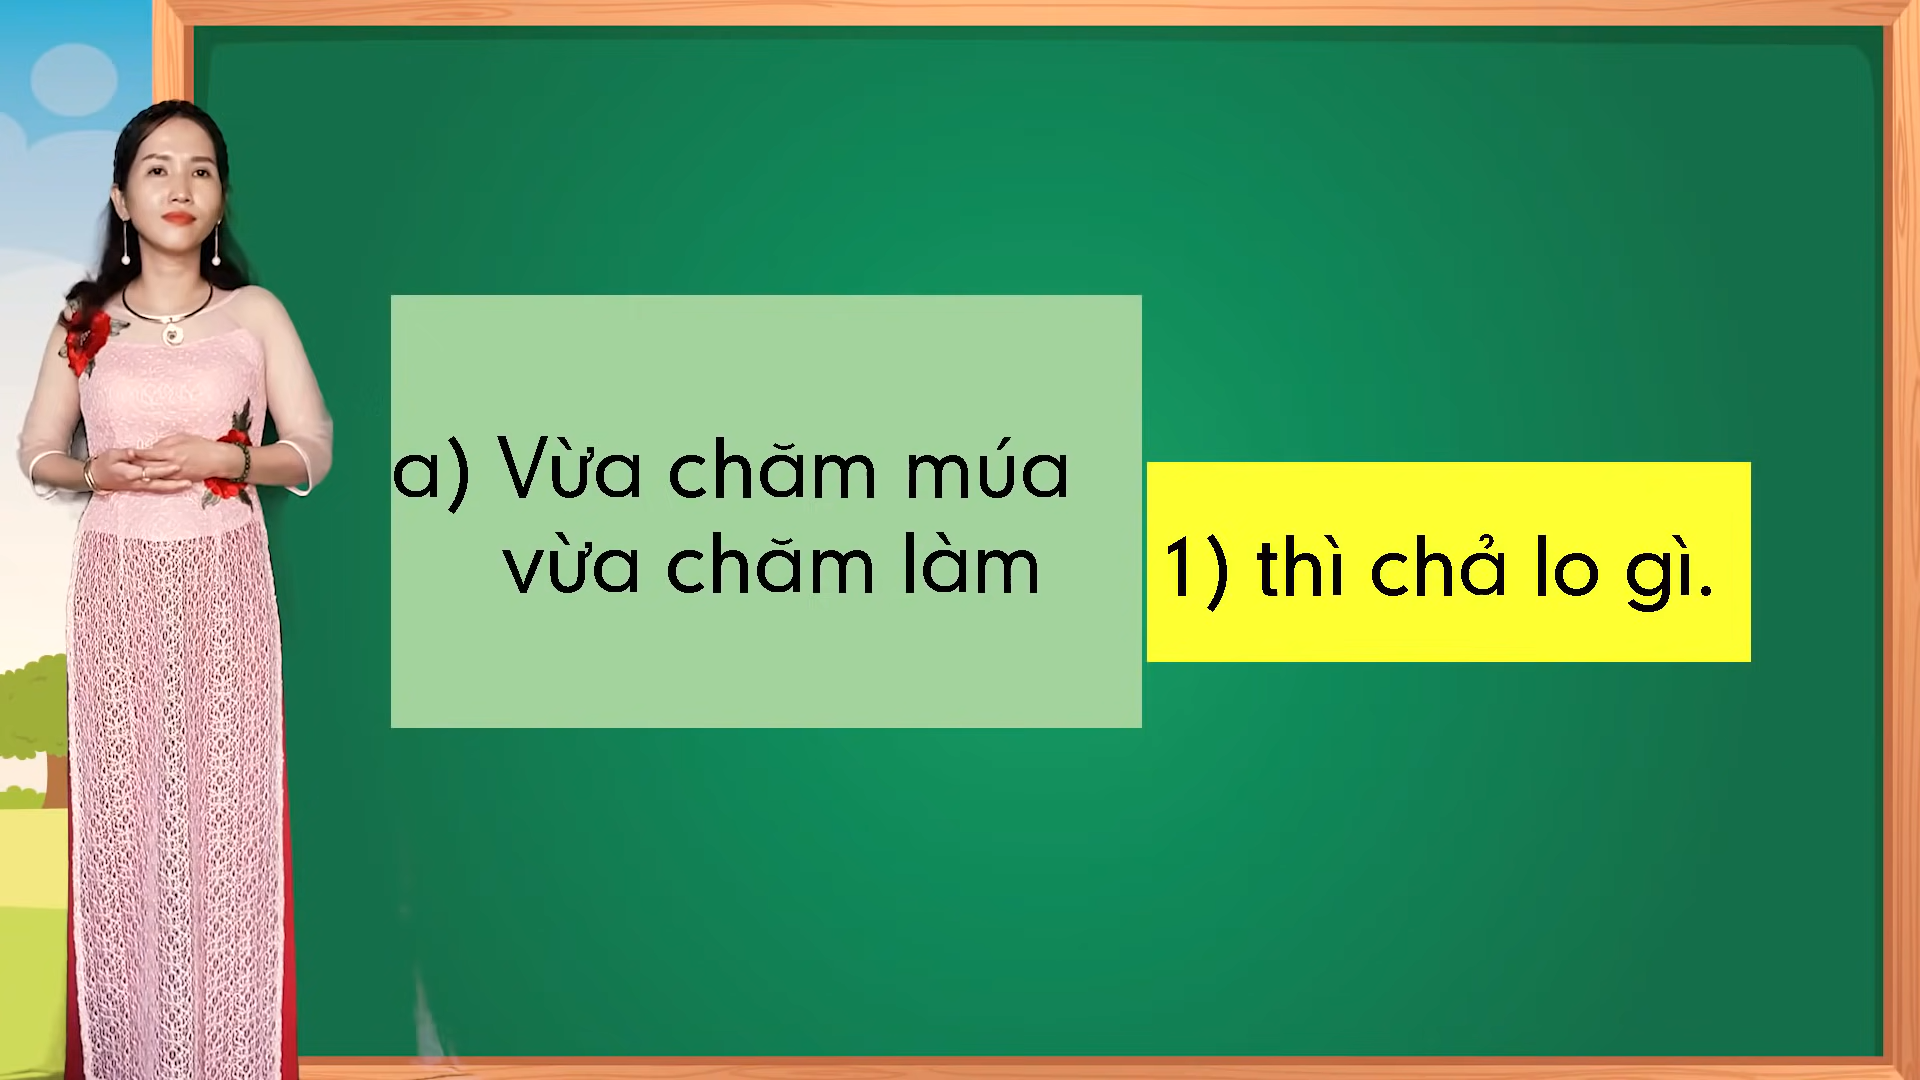 a) Vừa chăm múa
vừa chăm làm
1) thì chả lo gì.